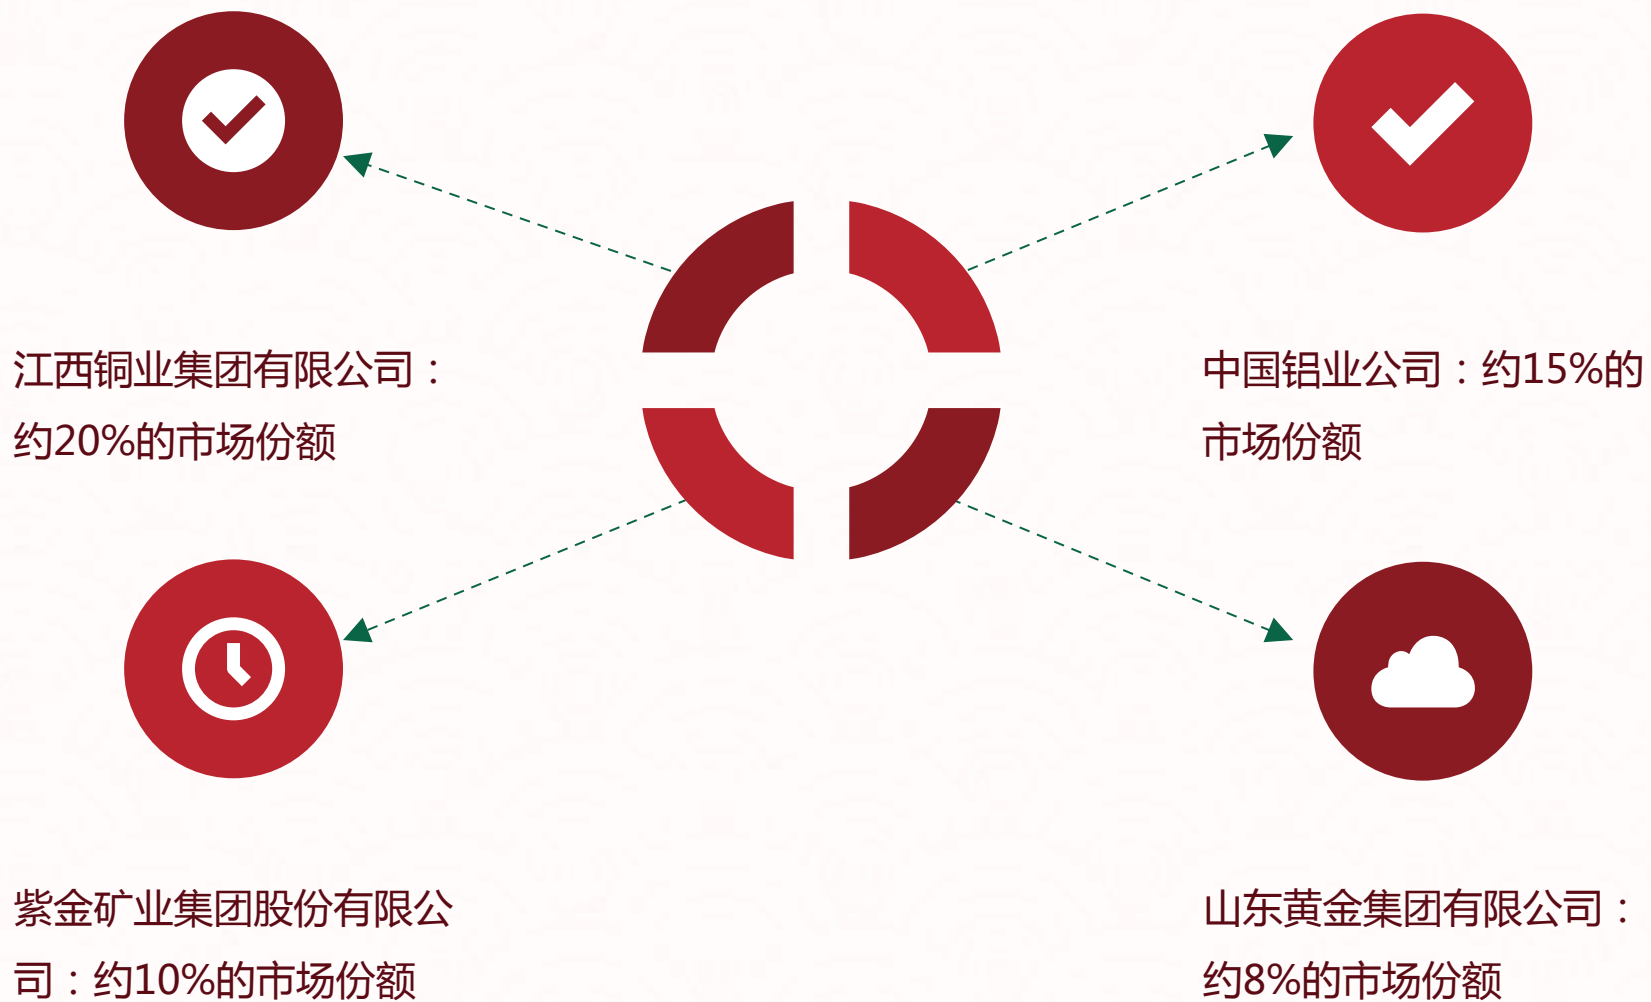 江西铜业集团有限公司：
约20%的市场份额
中国铝业公司：约15%的
市场份额
紫金矿业集团股份有限公
司：约10%的市场份额
山东黄金集团有限公司：
约8%的市场份额